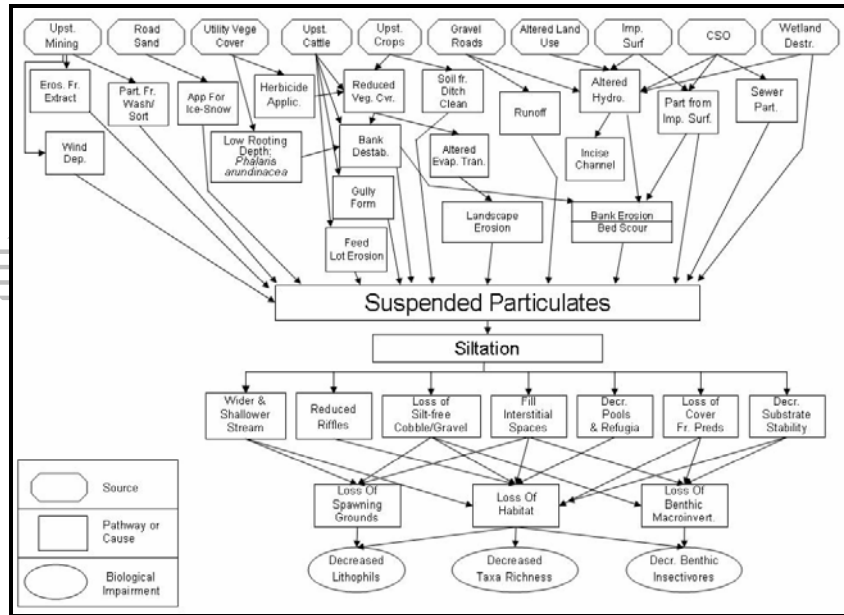 Upst.
Mining
Road
Sand
Utility Vege
Cover
Upst.
Cattle
Upst.
Crops
Gravel
Roads
Altered Land
Use
Imp.
Surf
CSO
Wetland
Destr.
Eros. Fr.
Extract
Part. Fr.
Wash/
Sort
App For
Ice-Snow
Herbicide
Applic.
Reduced
Veg. Cvr.
Soil fr.
Ditch
Clean
Runoff
Altered
Hydro.
Part from
Imp. Surf.
Sewer
Part.
Wind
Dep.
Low Rooting
Depth;
Phalaris
arundinacea
Bank
Destab.
Altered
Evap. Tran.
Incise
Channel
Gully
Form
Landscape
Erosion
Bank Erosion
Bed Scour
Feed
Lot Erosion
Suspended Particulates
Siltation
Wider &
Shallower
Stream
Reduced
Riffles
Loss of
Silt-free
Cobble/Gravel
Fill
Interstitial
Spaces
Decr.
Pools
& Refugia
Loss of
Cover
Fr. Preds
Decr.
Substrate
Stability
Loss Of
Spawning
Grounds
Loss Of
Habitat
Loss Of
Benthic
Macroinvert.
Decreased
Lithophils
Decreased
Taxa Richness
Decr. Benthic
Insectivores
Source
Pathway or
Cause
Biological
Impairment